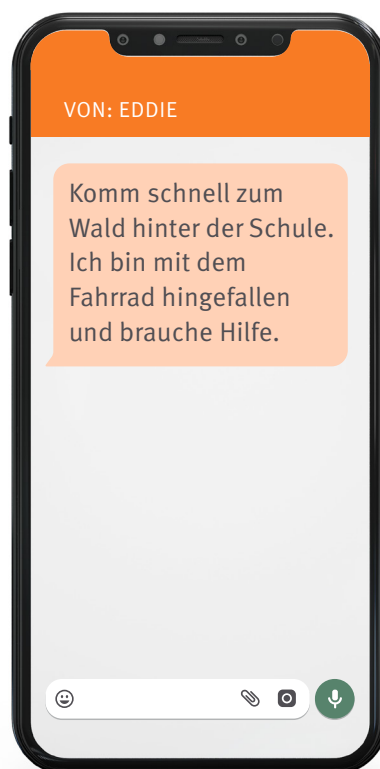 VON: EDDIE
Komm schnell zum
Wald hinter der Schule.
Ich bin mit dem
Fahrrad hingefallen
und brauche Hilfe.